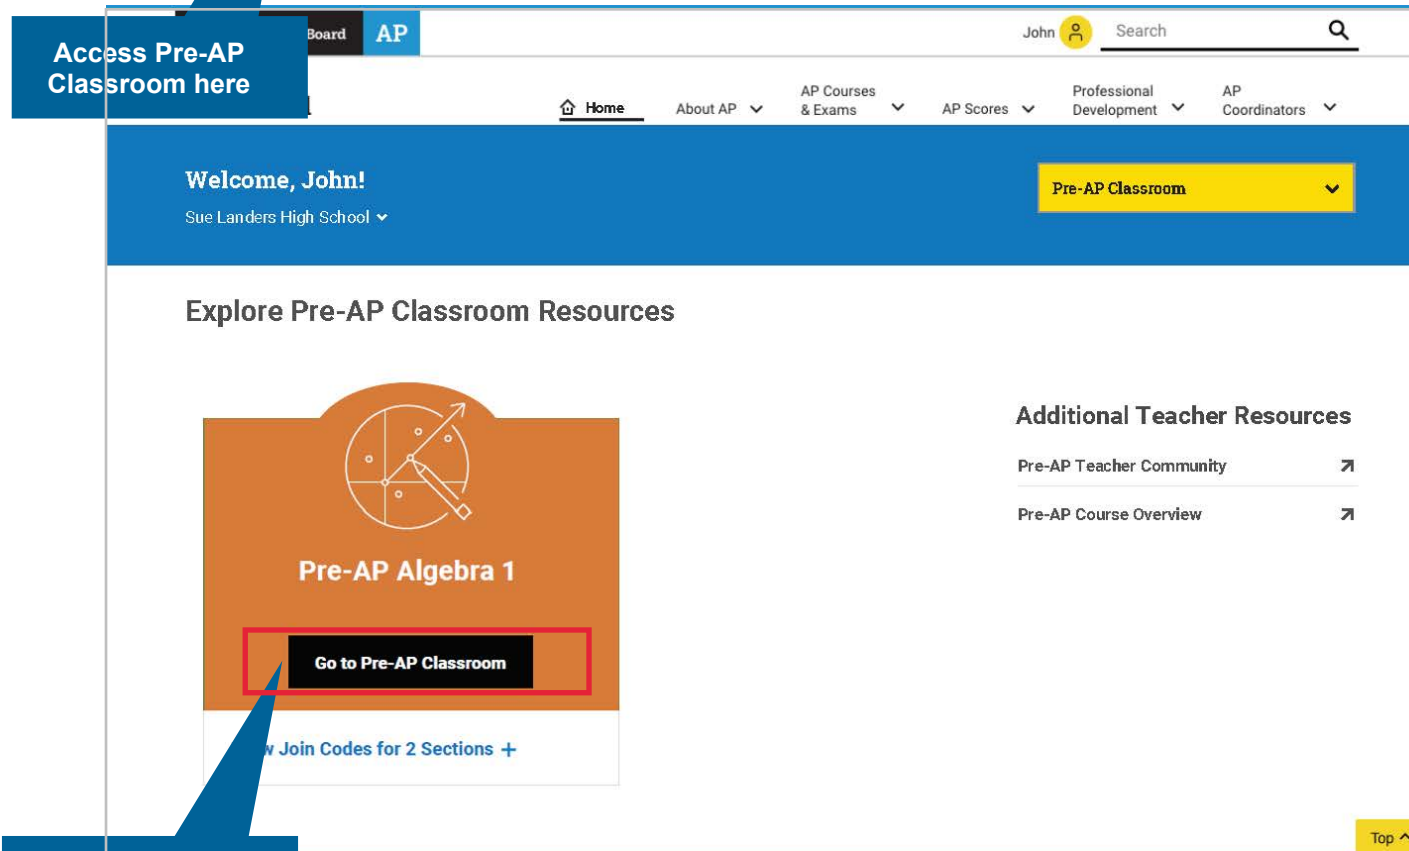 Access Pre-AP
Classroom here
Board AP
John
Search
Home
About AP
AP Courses
& Exams
AP Scores
Professional
Development
AP
Coordinators
Welcome, John!
Sue Landers High School
Pre-AP Classroom
Explore Pre-AP Classroom Resources
Pre-AP Algebra 1
Go to Pre-AP Classroom
Join Codes for 2 Sections +
Additional Teacher Resources
Pre-AP Teacher Community
Pre-AP Course Overview
Top